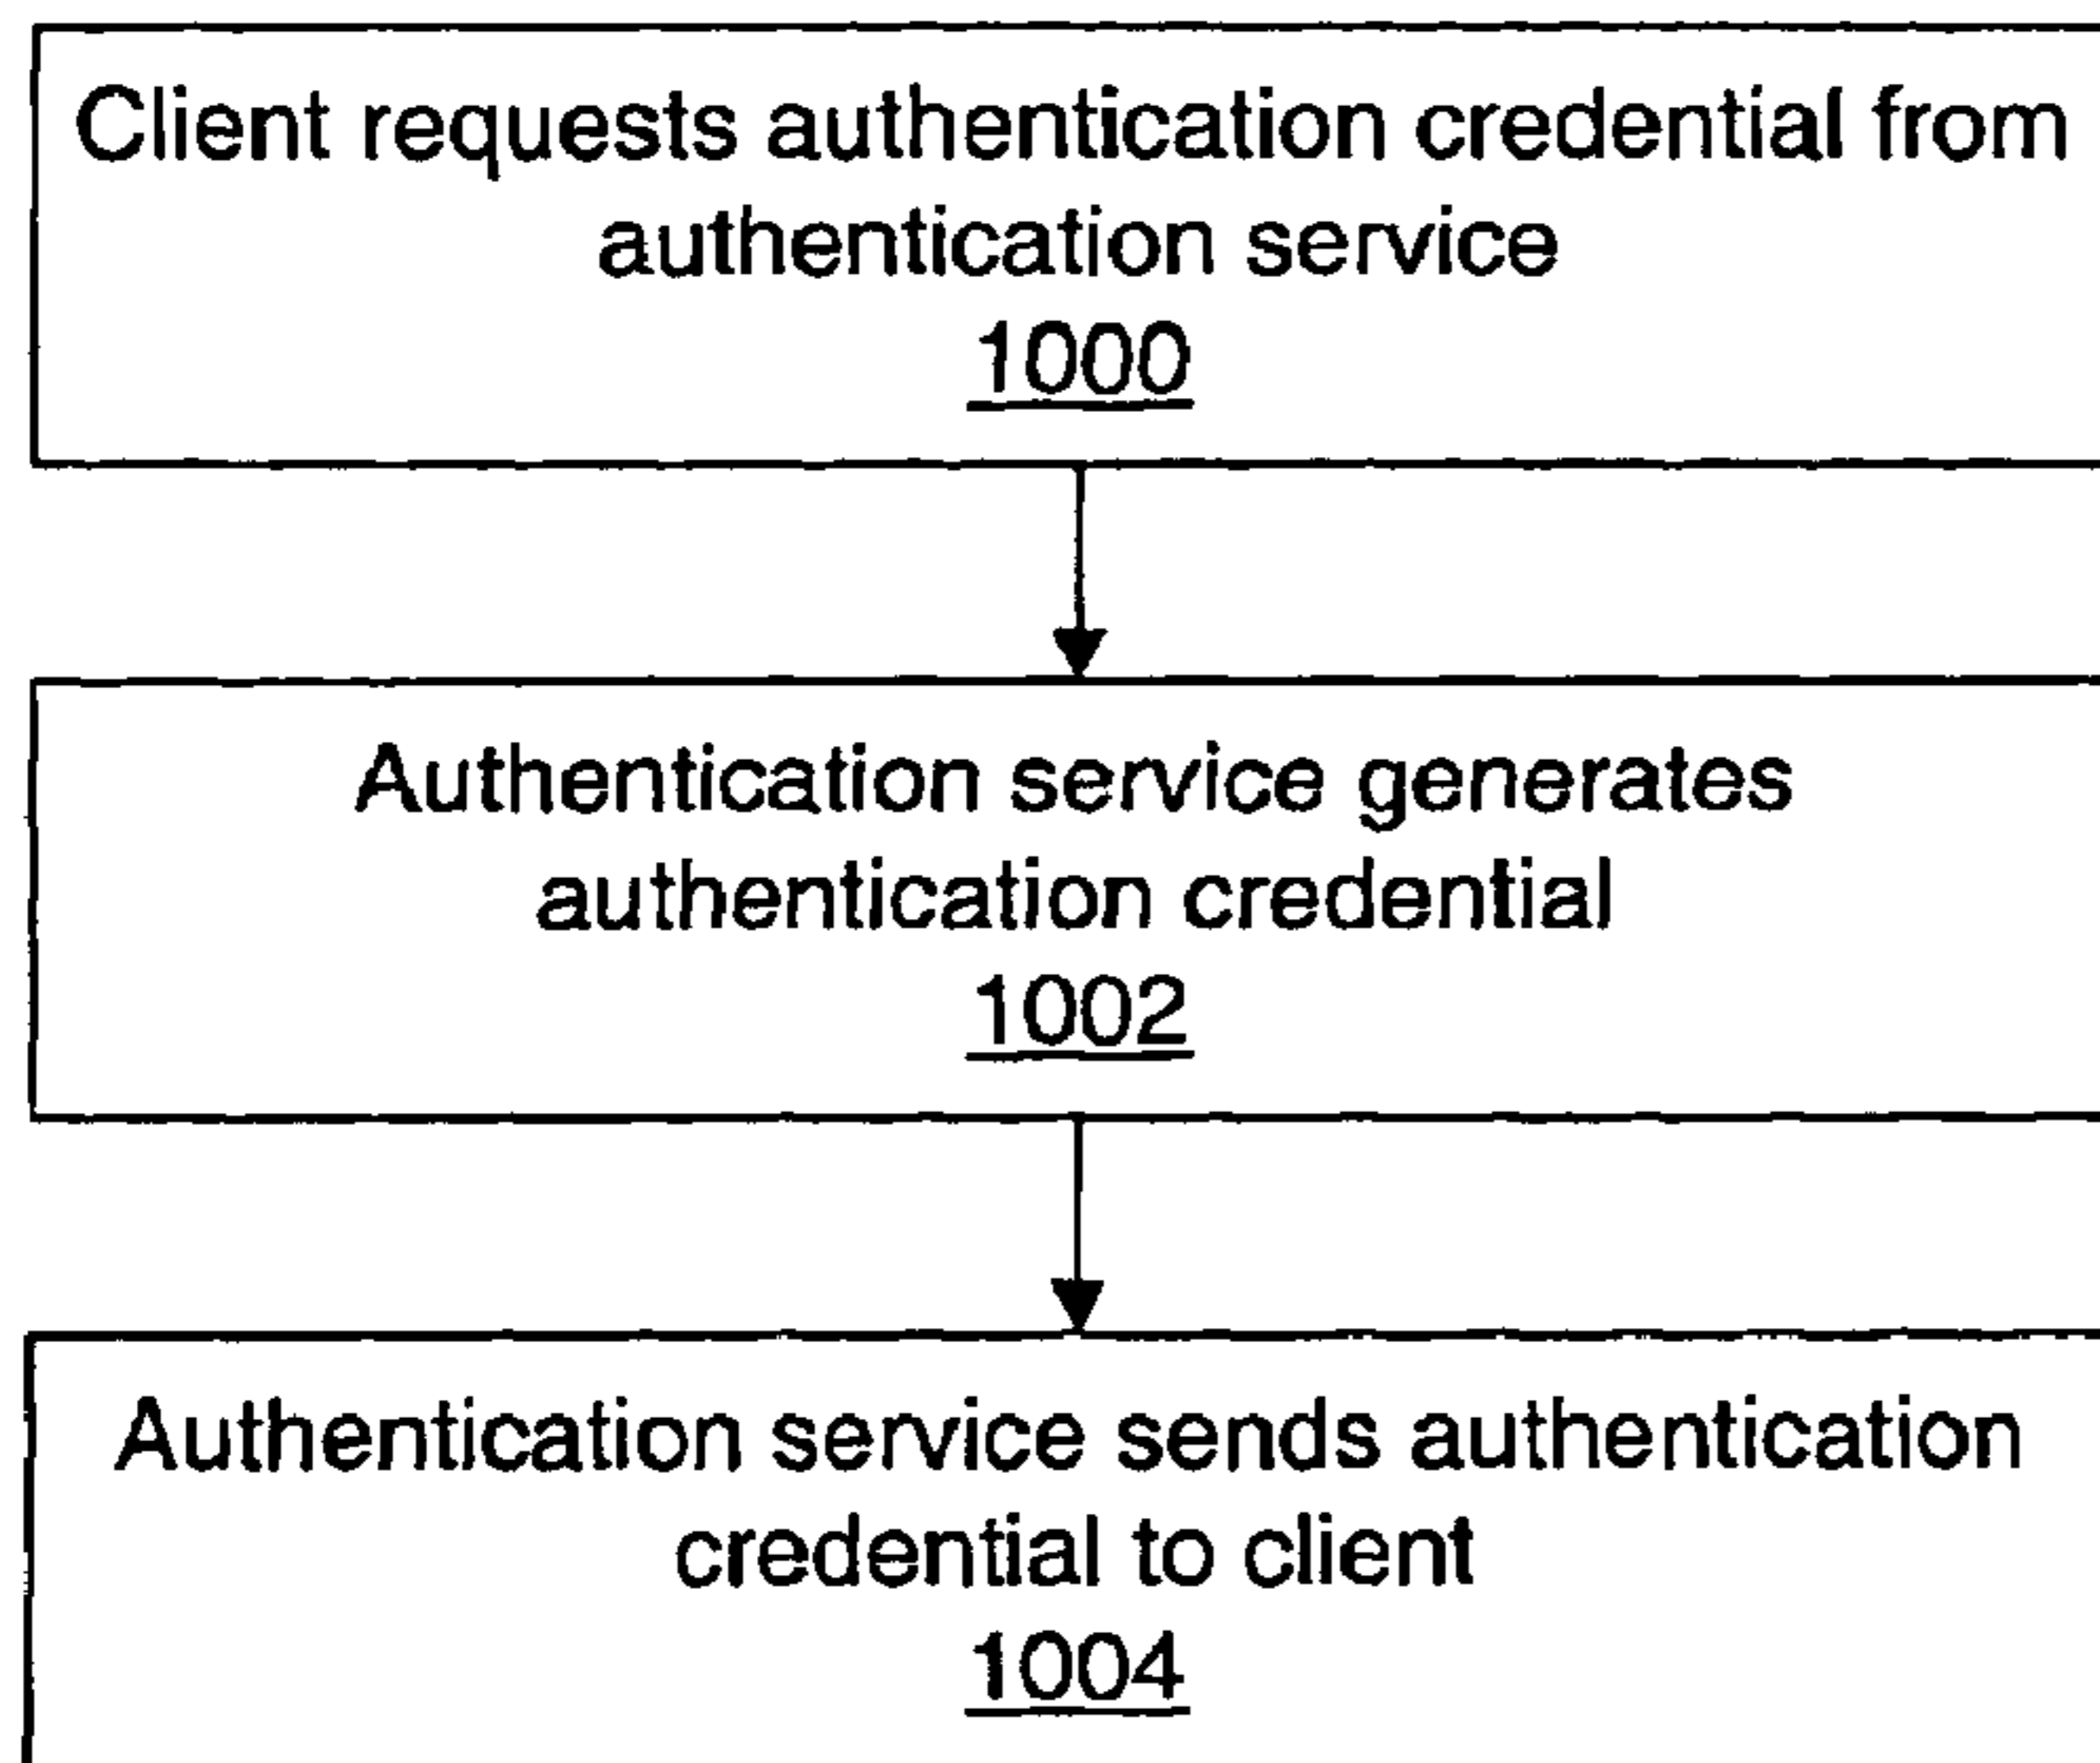 Client requests authentication credential from
authentication service
1000
Authentication service generates
authentication credential
1002
Authentication service sends authentication
credential to client
1004